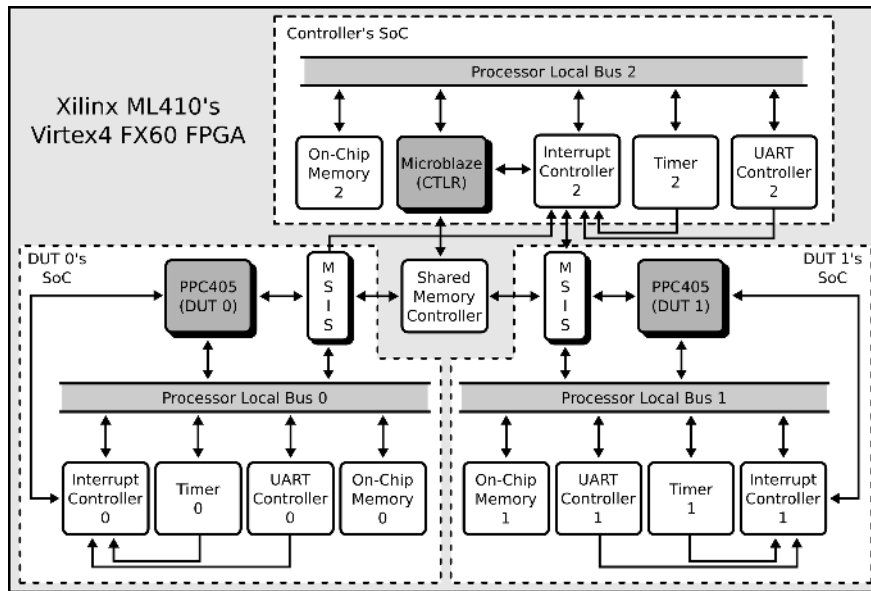 Controller's SoC
Processor Local Bus 2
Xilinx ML410's
Virtex4 FX60 FPGA
On-Chip
Memory
2
Microblaze
(CTLR)
Interrupt
Controller
2
Timer
2
UART
Controller
2
DUT 0's
SoC
PPC405
(DUT 0)
M
S
I
S
Shared
Memory
Controller
M
S
I
S
PPC405
(DUT 1)
DUT 1's
SoC
Processor Local Bus 0
Processor Local Bus 1
Interrupt
Controller
0
Timer
0
UART
Controller
0
On-Chip
Memory
0
On-Chip
Memory
1
UART
Controller
1
Timer
1
Interrupt
Controller
1